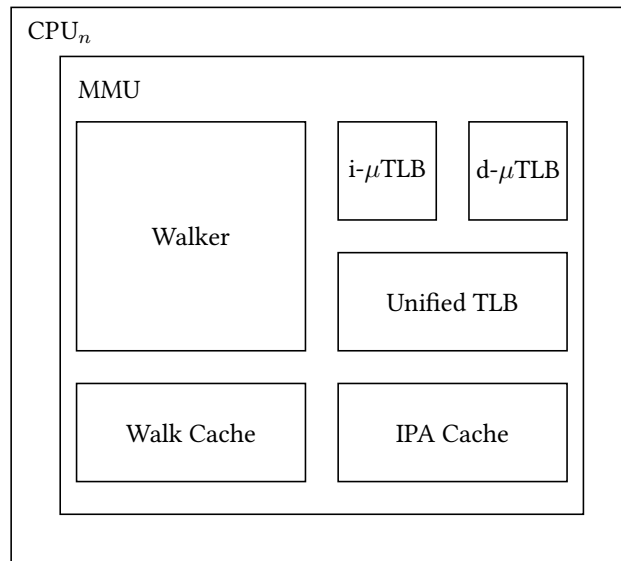 CPUₙ
MMU
Walker
i-μTLB
d-μTLB
Unified TLB
Walk Cache
IPA Cache